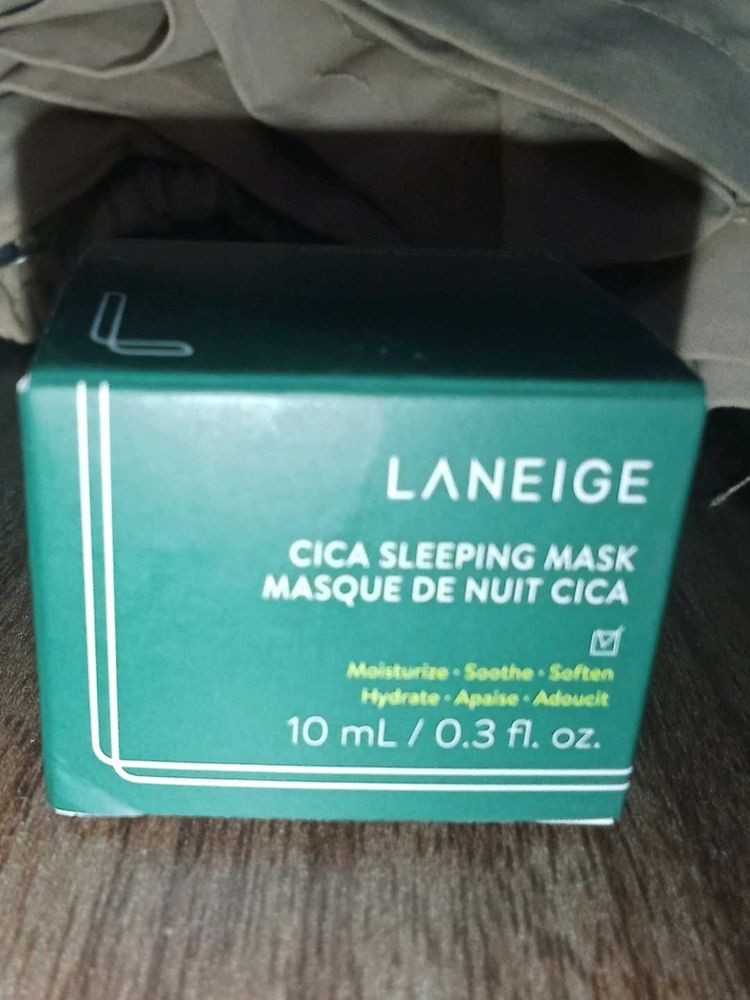 LANEIGE
CICA SLEEPING MASK
MASQUE DE NUIT CICA
Moisturize · Soothe · Soften
Hydrate · Apaise · Adoucit
10 mL / 0.3 fl. oz.